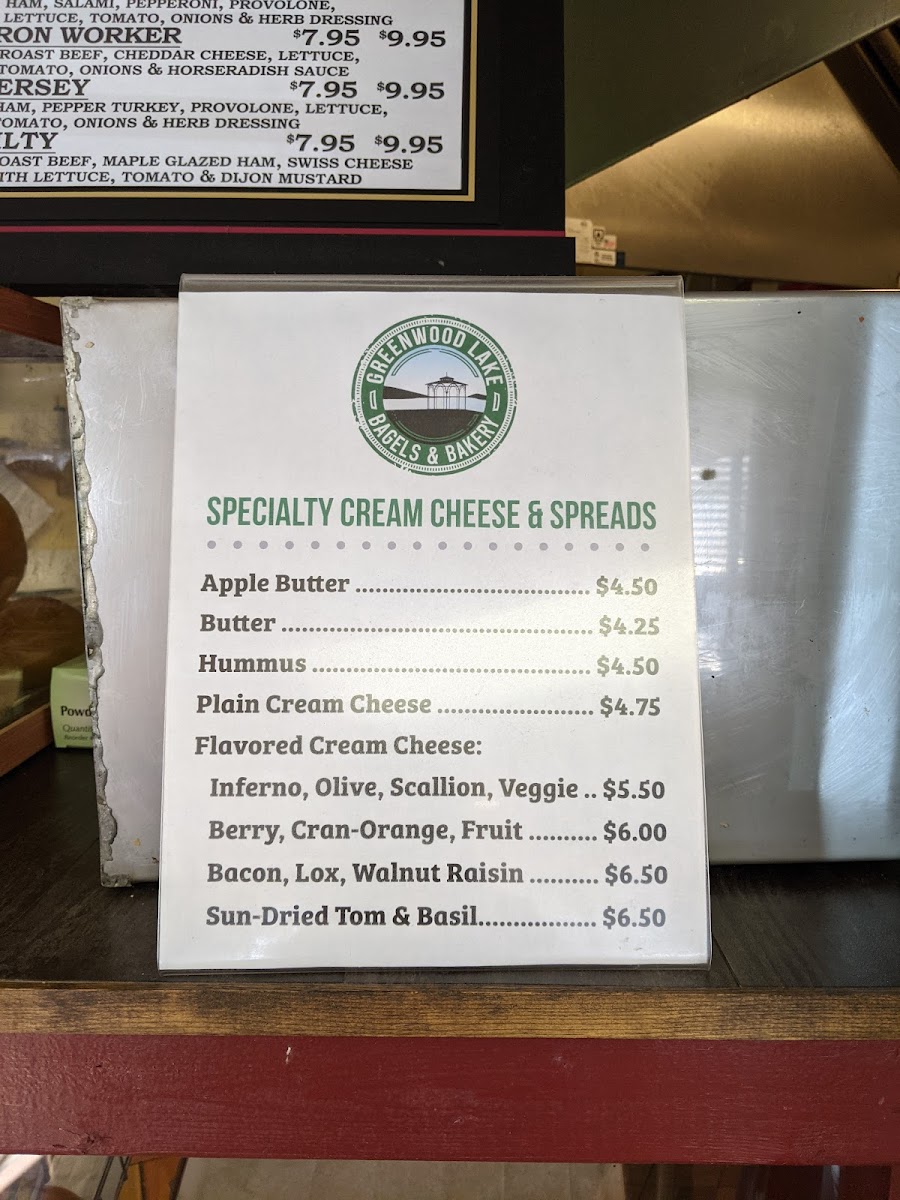 HAM, SALAMI, PEPPERONI, PROVOLONE,
LETTUCE, TOMATO, ONIONS & HERB DRESSING
RON WORKER $7.95 $9.95
ROAST BEEF, CHEDDAR CHEESE, LETTUCE,
TOMATO, ONIONS & HORSERADISH SAUCE
ERSEY $7.95 $9.95
HAM, PEPPER TURKEY, PROVOLONE, LETTUCE,
TOMATO, ONIONS & HERB DRESSING
ILTY $7.95 $9.95
ROAST BEEF, MAPLE GLAZED HAM, SWISS CHEESE
ITH LETTUCE, TOMATO & DIJON MUSTARD
GREENWOOD LAKE
BAGELS & BAKERY
SPECIALTY CREAM CHEESE & SPREADS
Apple Butter .................................... $4.50
Butter ................................................ $4.25
Hummus ........................................... $4.50
Plain Cream Cheese ........................ $4.75
Flavored Cream Cheese:
Inferno, Olive, Scallion, Veggie .. $5.50
Berry, Cran-Orange, Fruit .......... $6.00
Bacon, Lox, Walnut Raisin .......... $6.50
Sun-Dried Tom & Basil................. $6.50
Powd
Quanti